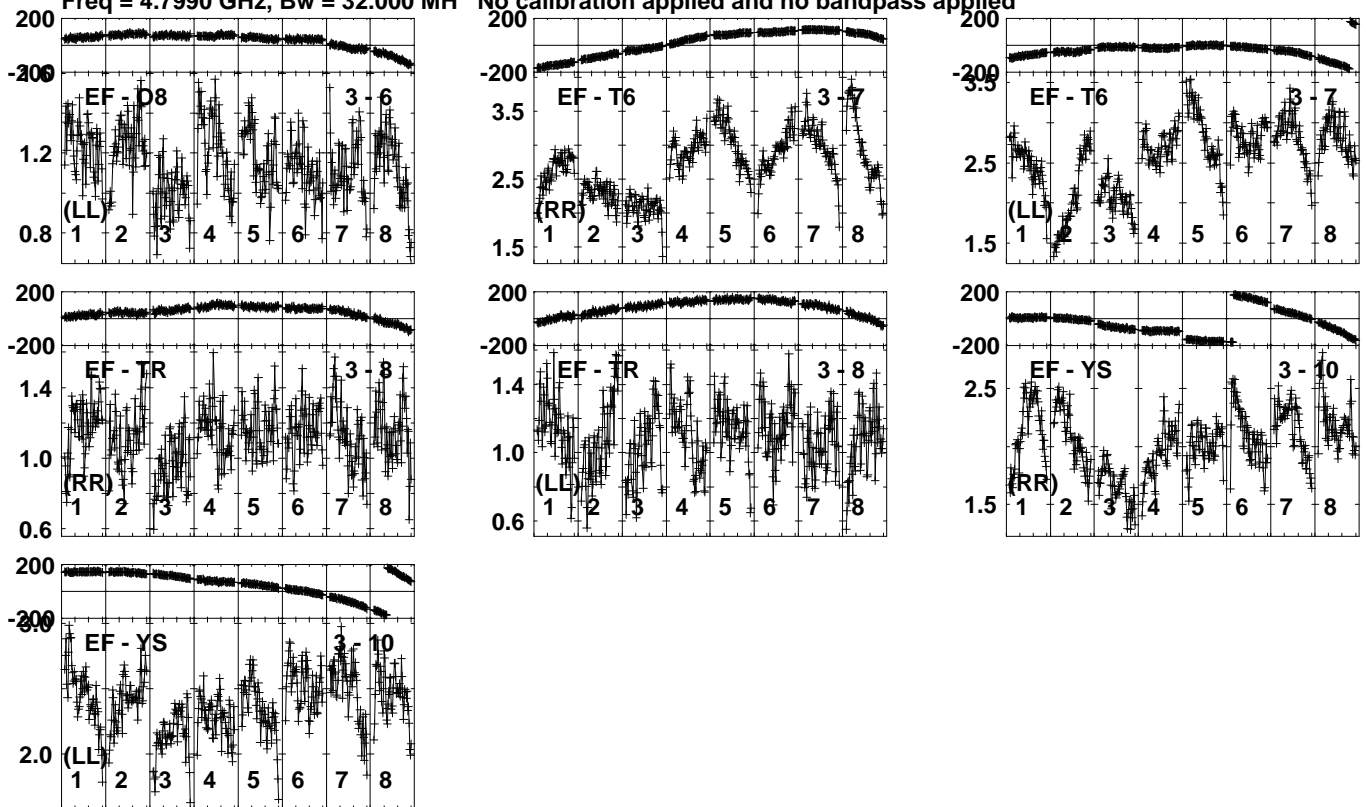 Freq = 4.7990 GHz, Bw = 32.000 MH No calibration applied and no bandpass applied
200
-200
1.6
EF - O8 3 - 6
1.2
(LL)
0.8
1 2 3 4 5 6 7 8
200
-200
EF - T6 3 - 7
3.5
2.5
(RR)
1.5
1 2 3 4 5 6 7 8
200
-200
3.5
EF - T6 3 - 7
2.5
(LL)
1.5
1 2 3 4 5 6 7 8
200
-200
EF - TR 3 - 8
1.4
1.0
(RR)
0.6
1 2 3 4 5 6 7 8
200
-200
EF - TR 3 - 8
1.4
1.0
(LL)
0.6
1 2 3 4 5 6 7 8
200
-200
EF - YS 3 - 10
2.5
(RR)
1.5
1 2 3 4 5 6 7 8
200
-200
3.0
EF - YS 3 - 10
2.0
(LL)
1 2 3 4 5 6 7 8